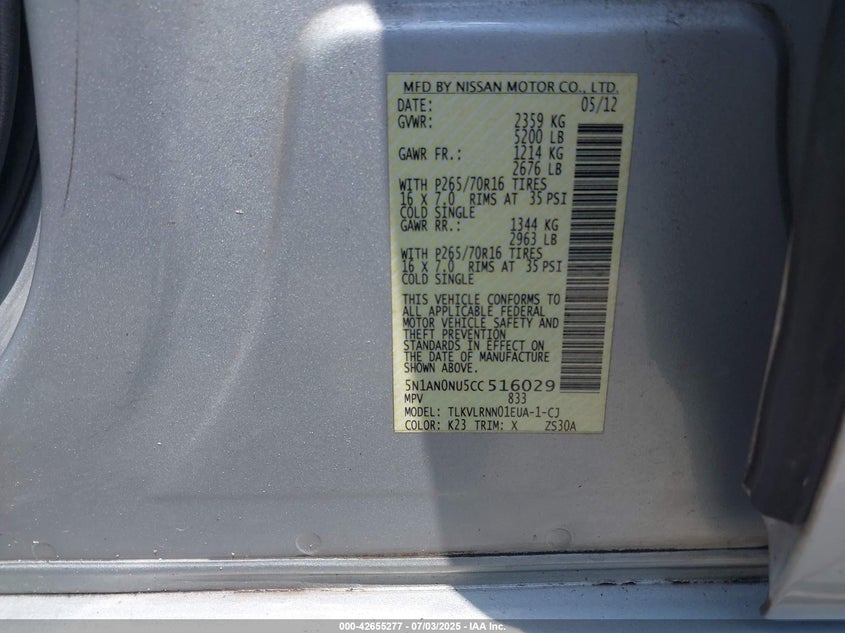 MFD BY NISSAN MOTOR CO., LTD.
DATE: 05/12
GVWR: 2359 KG
5200 LB
GAWR FR.: 1214 KG
2676 LB
WITH P265/70R16 TIRES
16 X 7.0 RIMS AT 35 PSI
COLD SINGLE
GAWR RR.: 1344 KG
2963 LB
WITH P265/70R16 TIRES
16 X 7.0 RIMS AT 35 PSI
COLD SINGLE
THIS VEHICLE CONFORMS TO
ALL APPLICABLE FEDERAL
MOTOR VEHICLE SAFETY AND
THEFT PREVENTION
STANDARDS IN EFFECT ON
THE DATE OF MANUFACTURE
SHOWN ABOVE.
5N1AN0NU5CC516029
MPV 833
MODEL: TLKVLRNN01EUA-1-CJ
COLOR: K23 TRIM: X ZS30A
000-42655277 - 07/03/2025 - IAA Inc.